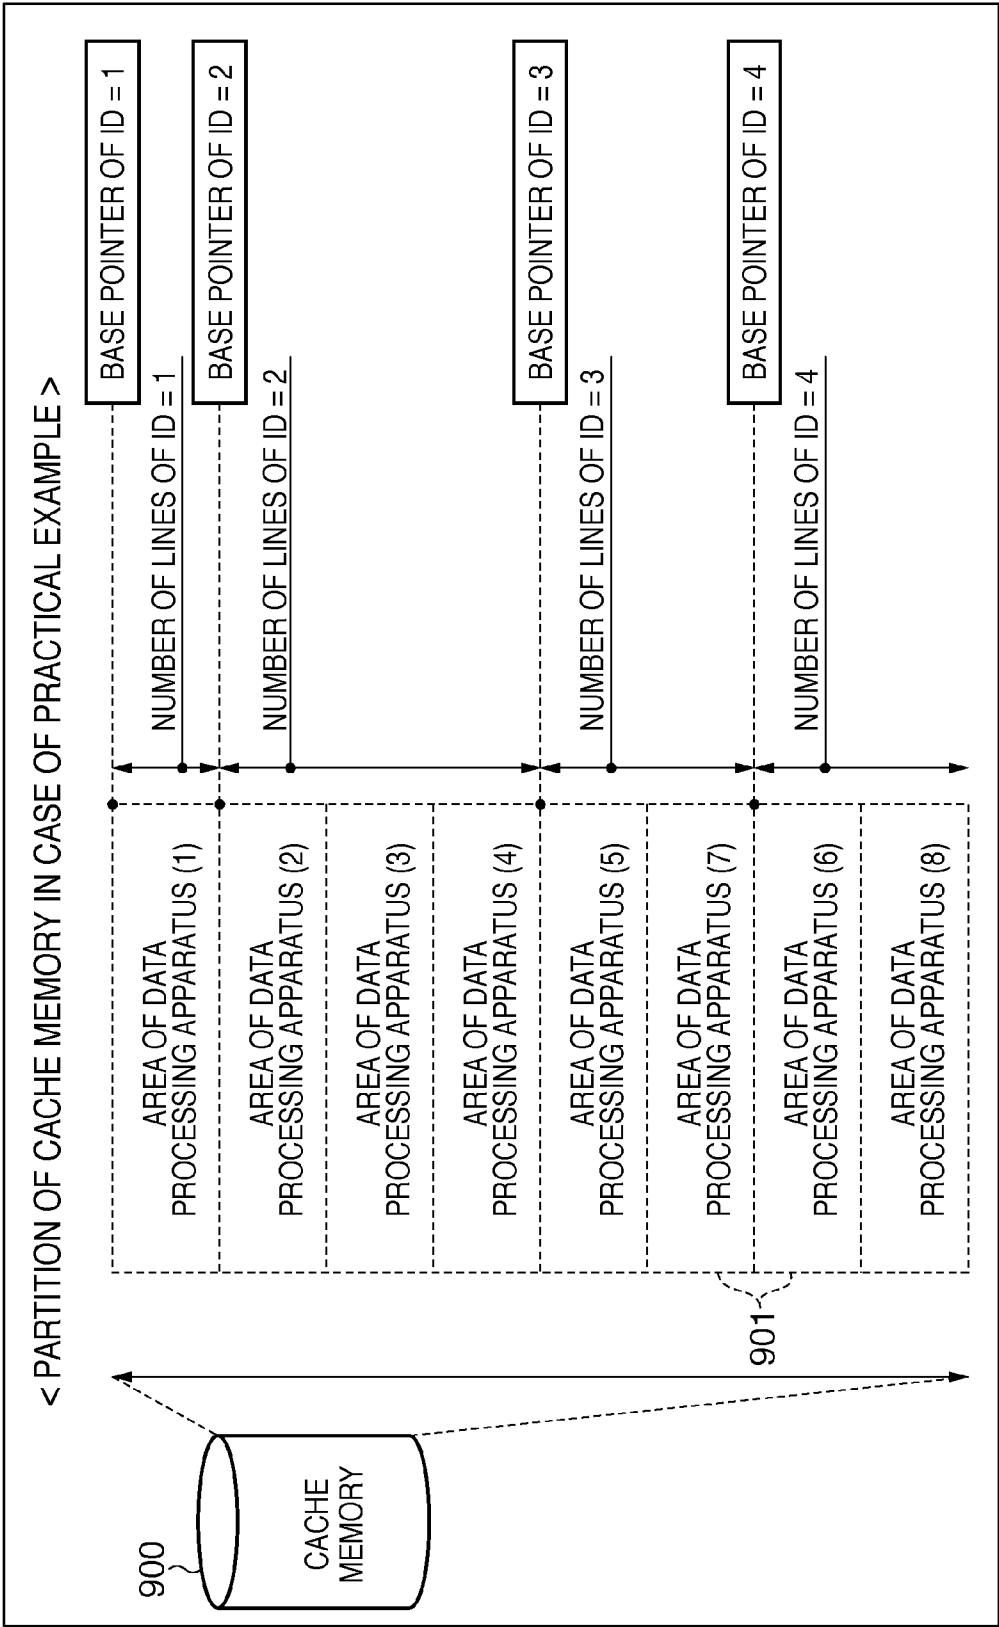 < PARTITION OF CACHE MEMORY IN CASE OF PRACTICAL EXAMPLE >
900
CACHE
MEMORY
901
AREA OF DATA
PROCESSING APPARATUS (1)
AREA OF DATA
PROCESSING APPARATUS (2)
AREA OF DATA
PROCESSING APPARATUS (3)
AREA OF DATA
PROCESSING APPARATUS (4)
AREA OF DATA
PROCESSING APPARATUS (5)
AREA OF DATA
PROCESSING APPARATUS (7)
AREA OF DATA
PROCESSING APPARATUS (6)
AREA OF DATA
PROCESSING APPARATUS (8)
BASE POINTER OF ID = 1
NUMBER OF LINES OF ID = 1
BASE POINTER OF ID = 2
NUMBER OF LINES OF ID = 2
BASE POINTER OF ID = 3
NUMBER OF LINES OF ID = 3
BASE POINTER OF ID = 4
NUMBER OF LINES OF ID = 4